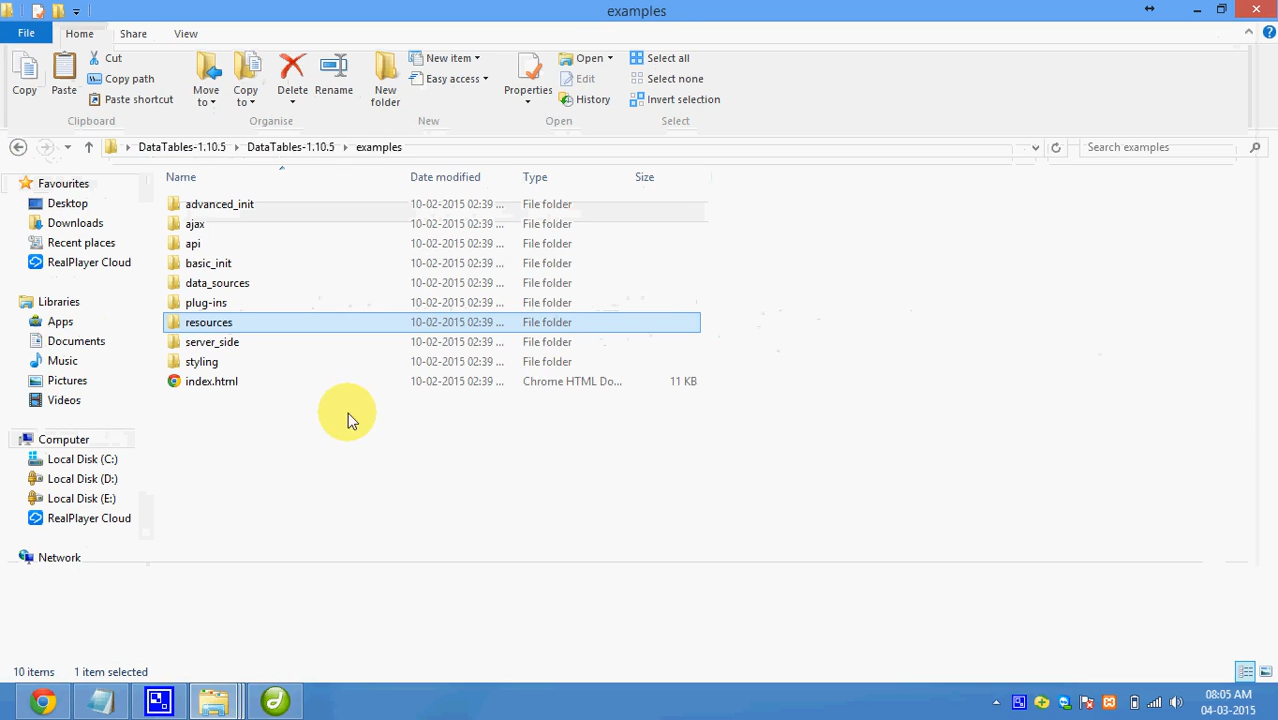 examples
File Home Share View
Copy Paste Cut Copy path Paste shortcut Clipboard
Move to Copy to Delete Rename Organise
New folder New item Easy access New
Properties Open Edit History Open
Select all Select none Invert selection Select
DataTables-1.10.5 DataTables-1.10.5 examples Search examples
Name Date modified Type Size
advanced_init 10-02-2015 02:39 ... File folder
ajax 10-02-2015 02:39 ... File folder
api 10-02-2015 02:39 ... File folder
basic_init 10-02-2015 02:39 ... File folder
data_sources 10-02-2015 02:39 ... File folder
plug-ins 10-02-2015 02:39 ... File folder
resources 10-02-2015 02:39 ... File folder
server_side 10-02-2015 02:39 ... File folder
styling 10-02-2015 02:39 ... File folder
index.html 10-02-2015 02:39 ... Chrome HTML Do... 11 KB
Favourites
Desktop
Downloads
Recent places
RealPlayer Cloud
Libraries
Apps
Documents
Music
Pictures
Videos
Computer
Local Disk (C:)
Local Disk (D:)
Local Disk (E:)
RealPlayer Cloud
Network
10 items 1 item selected
08:05 AM
04-03-2015